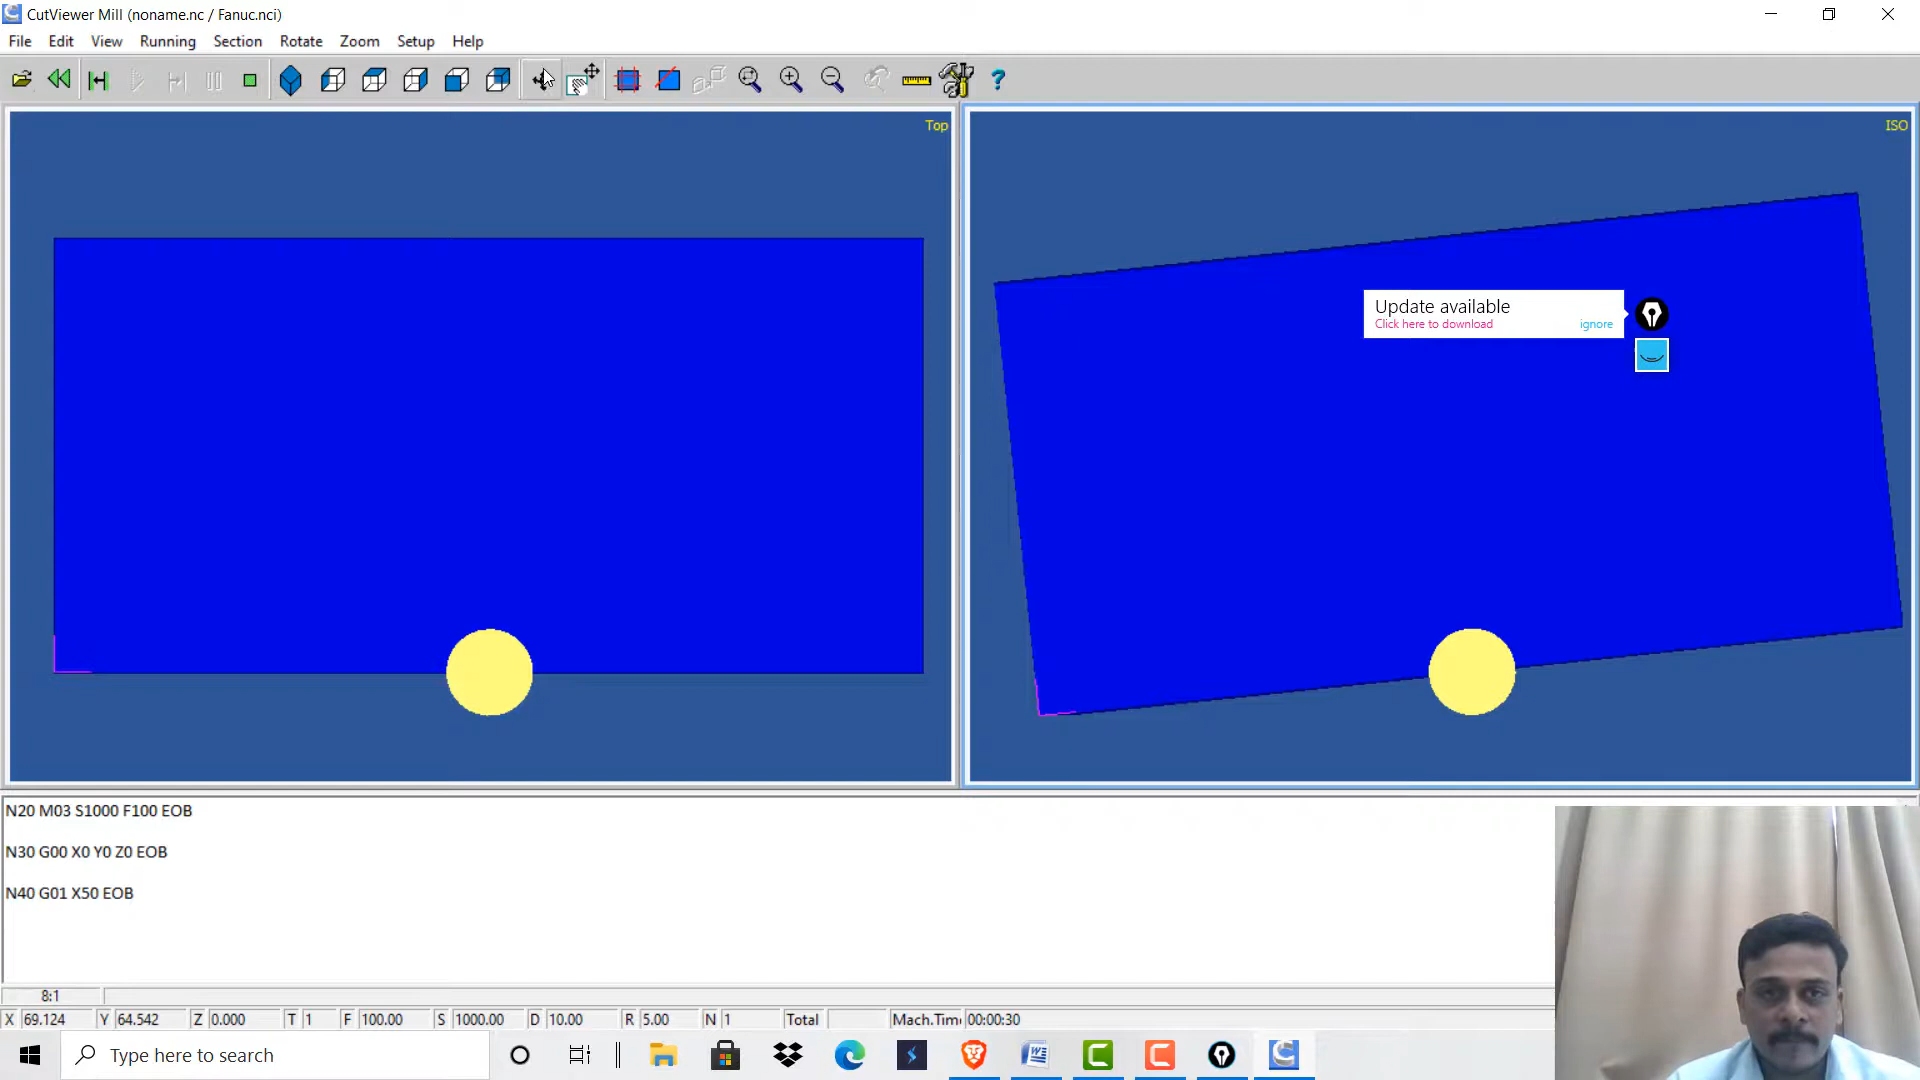 CutViewer Mill (noname.nc / Fanuc.nci)
File Edit View Running Section Rotate Zoom Setup Help
Top
ISO
Update available
Click here to download ignore
N20 M03 S1000 F100 EOB
N30 G00 X0 Y0 Z0 EOB
N40 G01 X50 EOB
8:1
X 69.124 Y 64.542 Z 0.000 T 1 F 100.00 S 1000.00 D 10.00 R 5.00 N 1 Total Mach.Time 00:00:30
Type here to search